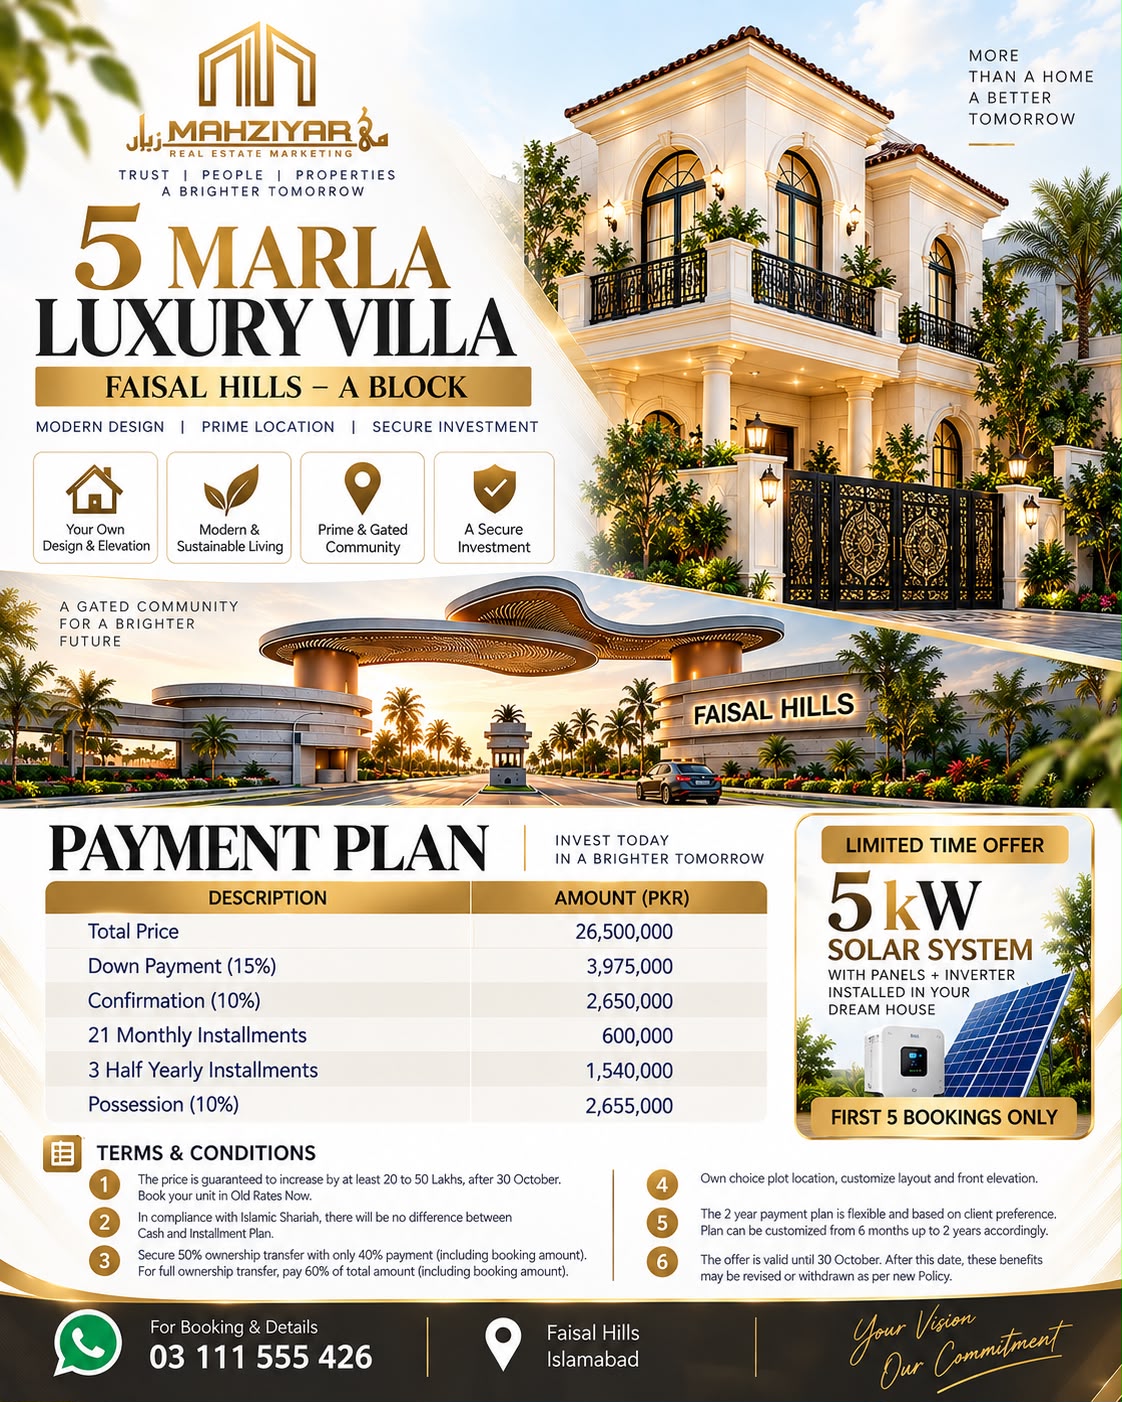 زیار MAHZIYAR ماہ
REAL ESTATE MARKETING
TRUST | PEOPLE | PROPERTIES
A BRIGHTER TOMORROW
MORE
THAN A HOME
A BETTER
TOMORROW
5 MARLA
LUXURY VILLA
FAISAL HILLS – A BLOCK
MODERN DESIGN | PRIME LOCATION | SECURE INVESTMENT
Your Own
Design & Elevation
Modern &
Sustainable Living
Prime & Gated
Community
A Secure
Investment
A GATED COMMUNITY
FOR A BRIGHTER
FUTURE
FAISAL HILLS
PAYMENT PLAN
INVEST TODAY
IN A BRIGHTER TOMORROW
DESCRIPTION AMOUNT (PKR)
Total Price 26,500,000
Down Payment (15%) 3,975,000
Confirmation (10%) 2,650,000
21 Monthly Installments 600,000
3 Half Yearly Installments 1,540,000
Possession (10%) 2,655,000
LIMITED TIME OFFER
5 kW
SOLAR SYSTEM
WITH PANELS + INVERTER
INSTALLED IN YOUR
DREAM HOUSE
FIRST 5 BOOKINGS ONLY
TERMS & CONDITIONS
1 The price is guaranteed to increase by at least 20 to 50 Lakhs, after 30 October.
Book your unit in Old Rates Now.
2 In compliance with Islamic Shariah, there will be no difference between
Cash and Installment Plan.
3 Secure 50% ownership transfer with only 40% payment (including booking amount).
For full ownership transfer, pay 60% of total amount (including booking amount).
4 Own choice plot location, customize layout and front elevation.
5 The 2 year payment plan is flexible and based on client preference.
Plan can be customized from 6 months up to 2 years accordingly.
6 The offer is valid until 30 October. After this date, these benefits
may be revised or withdrawn as per new Policy.
For Booking & Details
03 111 555 426
Faisal Hills
Islamabad
Your Vision
Our Commitment